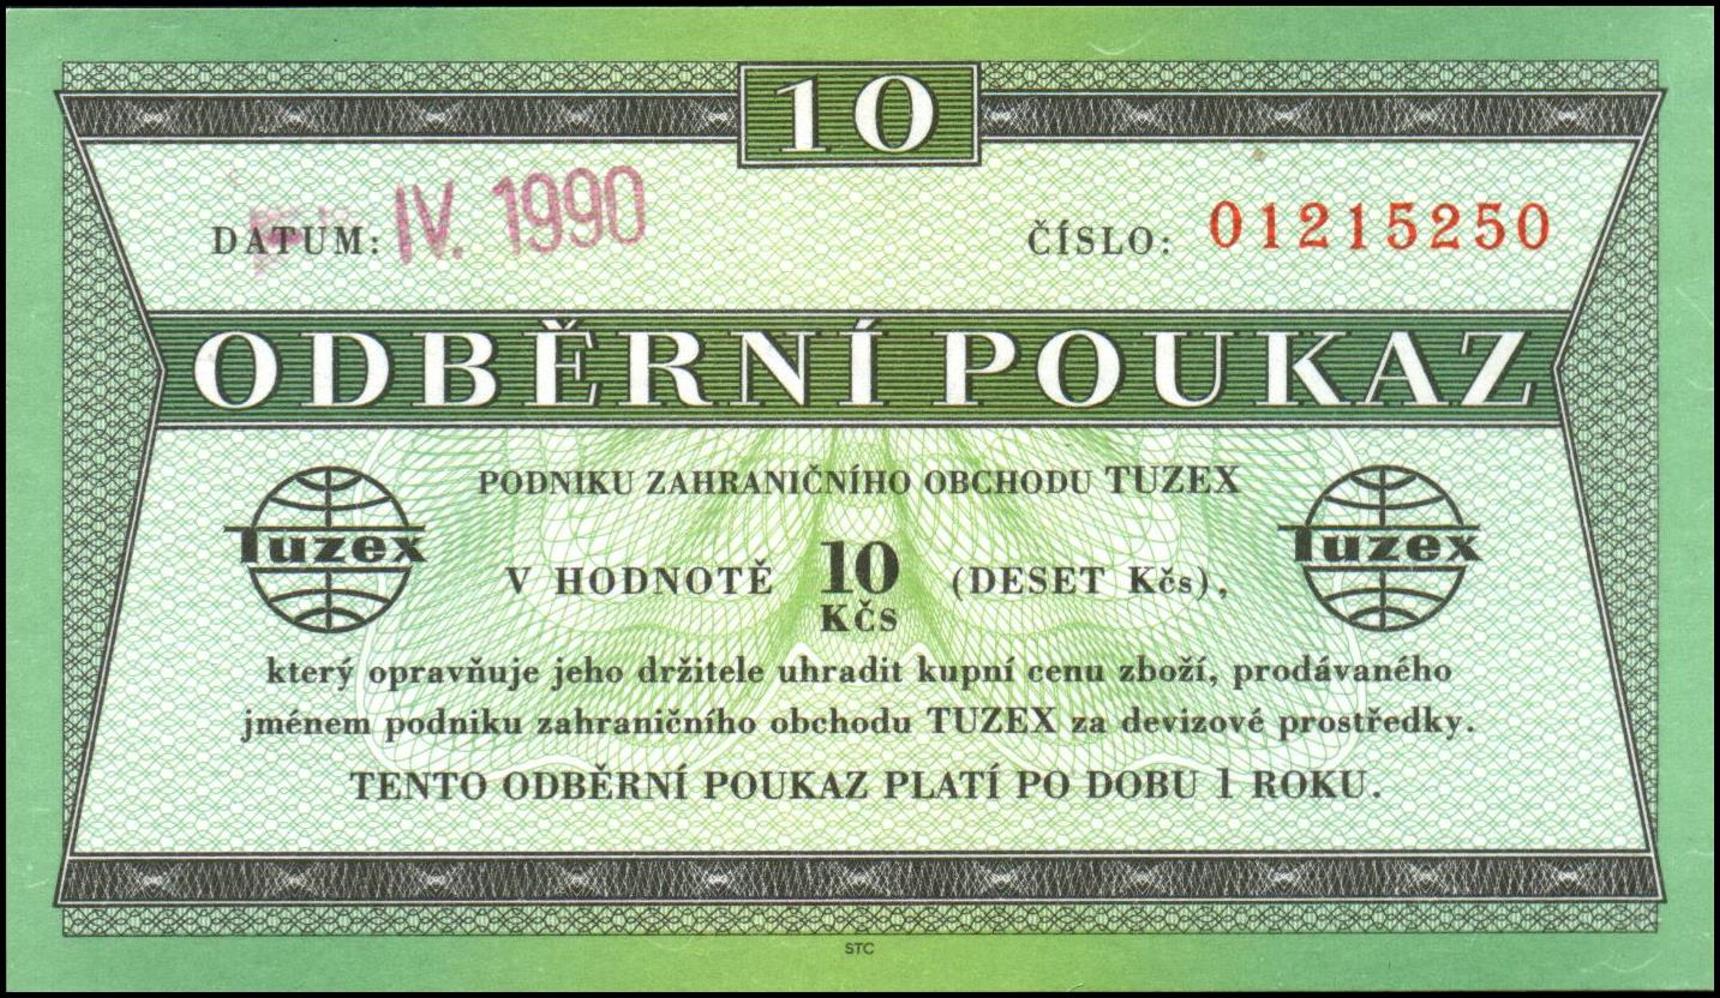 10
DATUM: IV. 1990 ČÍSLO: 01215250
ODBĚRNÍ POUKAZ
PODNIKU ZAHRANIČNÍHO OBCHODU TUZEX
Tuzex V HODNOTĚ 10 Kčs (DESET Kčs), Tuzex
který opravňuje jeho držitele uhradit kupní cenu zboží, prodávaného
jménem podniku zahraničního obchodu TUZEX za devizové prostředky.
TENTO ODBĚRNÍ POUKAZ PLATÍ PO DOBU 1 ROKU.
STC